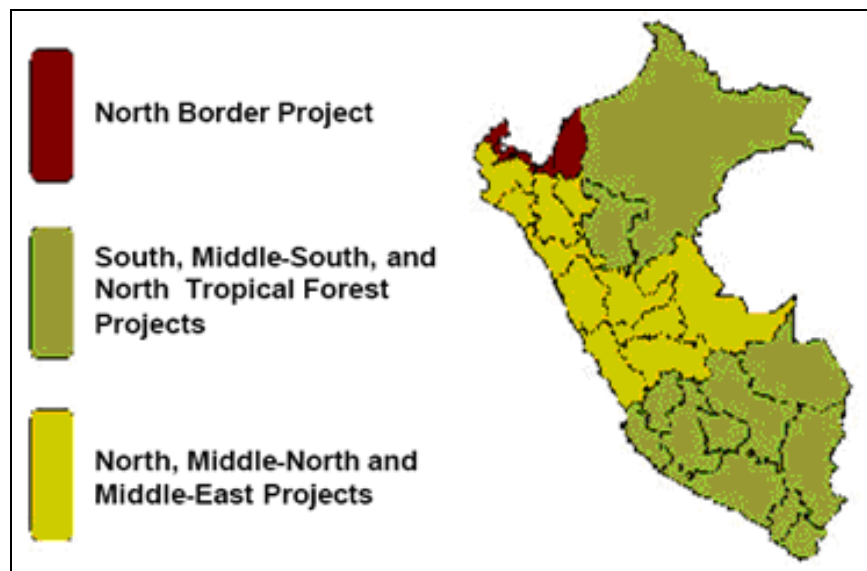 North Border Project
South, Middle-South, and
North Tropical Forest
Projects
North, Middle-North and
Middle-East Projects